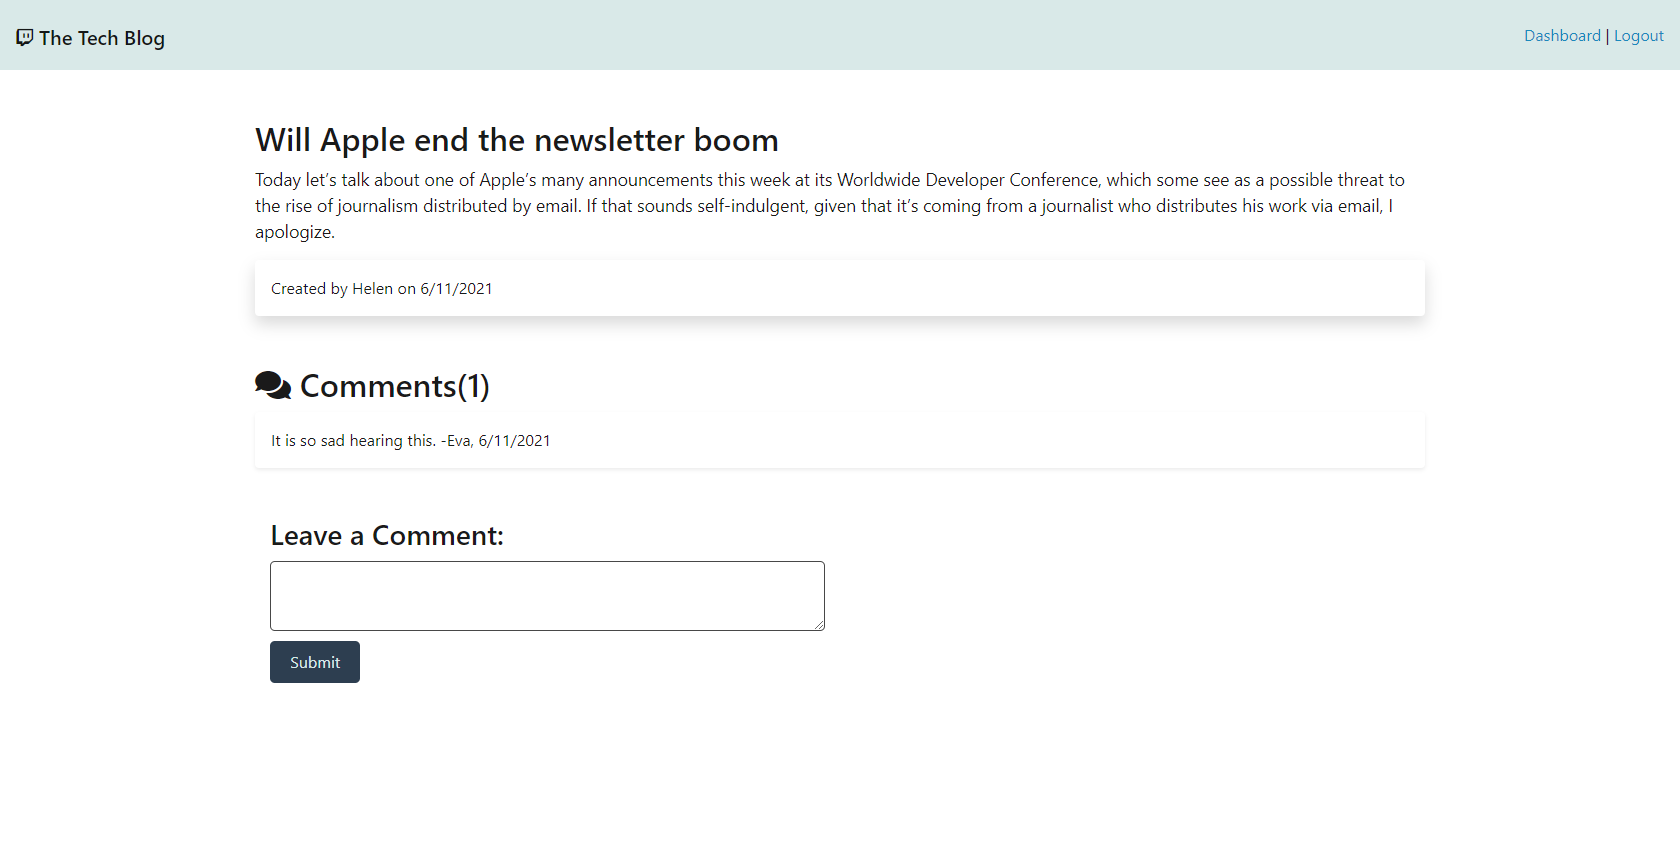 The Tech Blog
Dashboard | Logout
Will Apple end the newsletter boom
Today let’s talk about one of Apple’s many announcements this week at its Worldwide Developer Conference, which some see as a possible threat to
the rise of journalism distributed by email. If that sounds self-indulgent, given that it’s coming from a journalist who distributes his work via email, I
apologize.
Created by Helen on 6/11/2021
Comments(1)
It is so sad hearing this. -Eva, 6/11/2021
Leave a Comment:
Submit